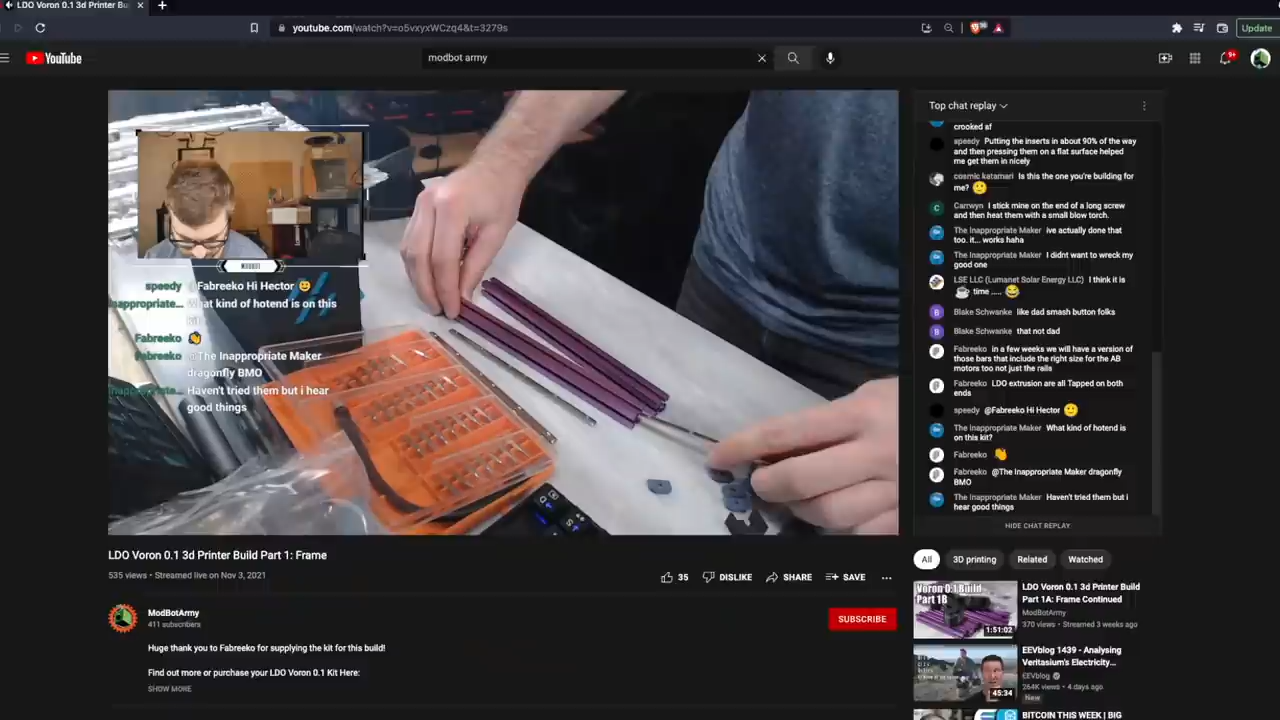 LDO Voron 0.1 3d Printer Bu
youtube.com/watch?v=o5vxyxWCzq4&t=3279s
Update
YouTube
modbot army
9+
speedy @Fabreeko Hi Hector
nappropriate... What kind of hotend is on this
Fabreeko
Fabreeko @The Inappropriate Maker
dragonfly BMO
Haven't tried them but i hear
good things
Top chat replay
crooked af
speedy Putting the inserts in about 90% of the way
and then pressing them on a flat surface helped
me get them in nicely
cosmic katamari Is this the one you're building for
me?
Carrwyn I stick mine on the end of a long screw
and then heat them with a small blow torch.
The Inappropriate Maker ive actually done that
too. it... works haha
The Inappropriate Maker I didnt want to wreck my
good one
LSE LLC (Lumanet Solar Energy LLC) I think it is
time .....
Blake Schwanke like dad smash button folks
Blake Schwanke that not dad
Fabreeko in a few weeks we will have a version of
those bars that include the right size for the AB
motors too not just the rails
Fabreeko LDO extrusion are all Tapped on both
ends
speedy @Fabreeko Hi Hector
The Inappropriate Maker What kind of hotend is
on this kit?
Fabreeko
Fabreeko @The Inappropriate Maker dragonfly
BMO
The Inappropriate Maker Haven't tried them but i
hear good things
HIDE CHAT REPLAY
LDO Voron 0.1 3d Printer Build Part 1: Frame
535 views • Streamed live on Nov 3, 2021
35
DISLIKE
SHARE
SAVE
ModBotArmy
411 subscribers
SUBSCRIBE
Huge thank you to Fabreeko for supplying the kit for this build!
Find out more or purchase your LDO Voron 0.1 Kit Here:
SHOW MORE
All
3D printing
Related
Watched
Voron 0.1 Build
Part 1B
1:51:02
LDO Voron 0.1 3d Printer Build
Part 1A: Frame Continued
ModBotArmy
370 views • Streamed 3 weeks ago
45:34
EEVblog 1439 - Analysing
Veritasium's Electricity...
EEVblog
264K views • 4 days ago
New
BITCOIN THIS WEEK | BIG